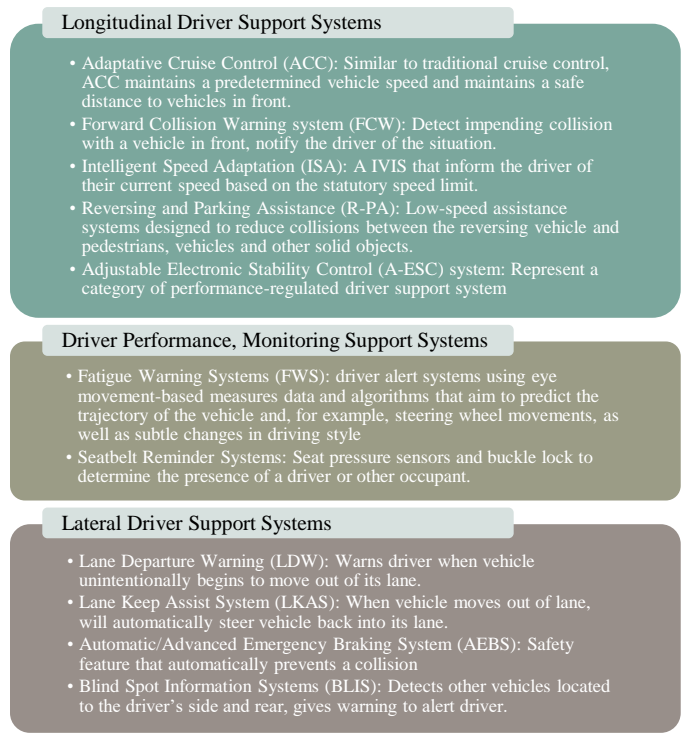 Longitudinal Driver Support Systems
• Adaptative Cruise Control (ACC): Similar to traditional cruise control,
ACC maintains a predetermined vehicle speed and maintains a safe
distance to vehicles in front.
• Forward Collision Warning system (FCW): Detect impending collision
with a vehicle in front, notify the driver of the situation.
• Intelligent Speed Adaptation (ISA): A IVIS that inform the driver of
their current speed based on the statutory speed limit.
• Reversing and Parking Assistance (R-PA): Low-speed assistance
systems designed to reduce collisions between the reversing vehicle and
pedestrians, vehicles and other solid objects.
• Adjustable Electronic Stability Control (A-ESC) system: Represent a
category of performance-regulated driver support system
Driver Performance, Monitoring Support Systems
• Fatigue Warning Systems (FWS): driver alert systems using eye
movement-based measures data and algorithms that aim to predict the
trajectory of the vehicle and, for example, steering wheel movements, as
well as subtle changes in driving style
• Seatbelt Reminder Systems: Seat pressure sensors and buckle lock to
determine the presence of a driver or other occupant.
Lateral Driver Support Systems
• Lane Departure Warning (LDW): Warns driver when vehicle
unintentionally begins to move out of its lane.
• Lane Keep Assist System (LKAS): When vehicle moves out of lane,
will automatically steer vehicle back into its lane.
• Automatic/Advanced Emergency Braking System (AEBS): Safety
feature that automatically prevents a collision
• Blind Spot Information Systems (BLIS): Detects other vehicles located
to the driver's side and rear, gives warning to alert driver.